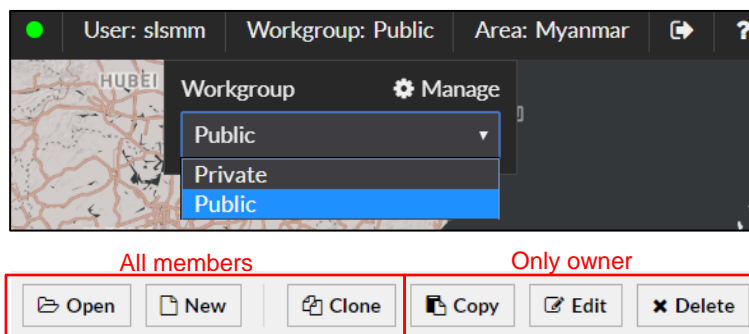 User: slsmm Workgroup: Public Area: Myanmar ?
HUBEI
Workgroup Manage
Public
Private
Public
All members Only owner
Open New Clone Copy Edit Delete